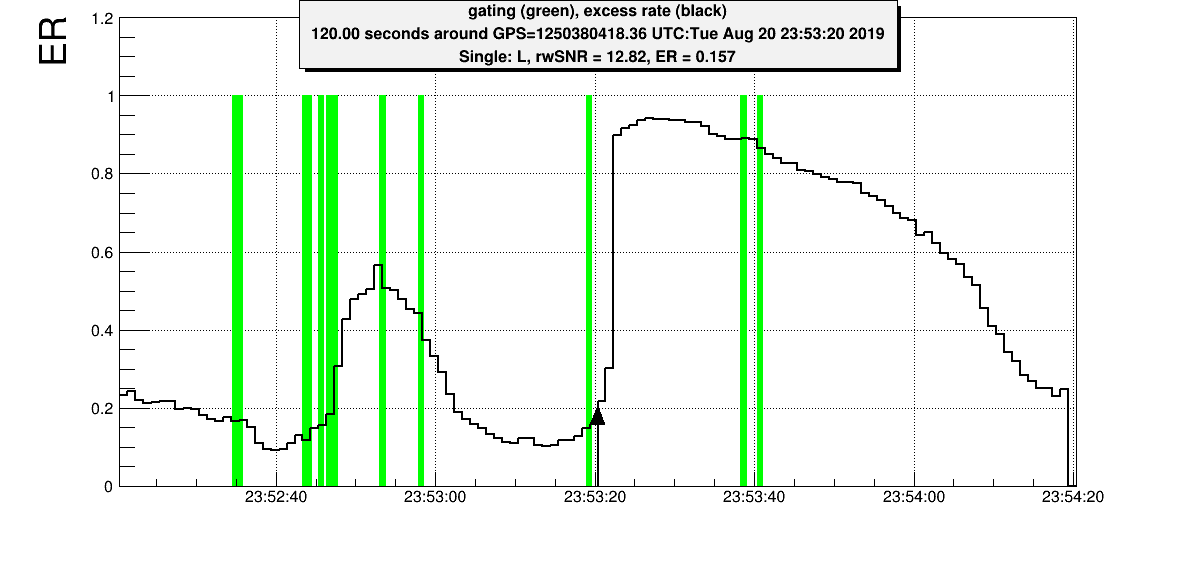 gating (green), excess rate (black)
120.00 seconds around GPS=1250380418.36 UTC:Tue Aug 20 23:53:20 2019
Single: L, rwSNR = 12.82, ER = 0.157
ER
1.2
1
0.8
0.6
0.4
0.2
0
23:52:40 23:53:00 23:53:20 23:53:40 23:54:00 23:54:20